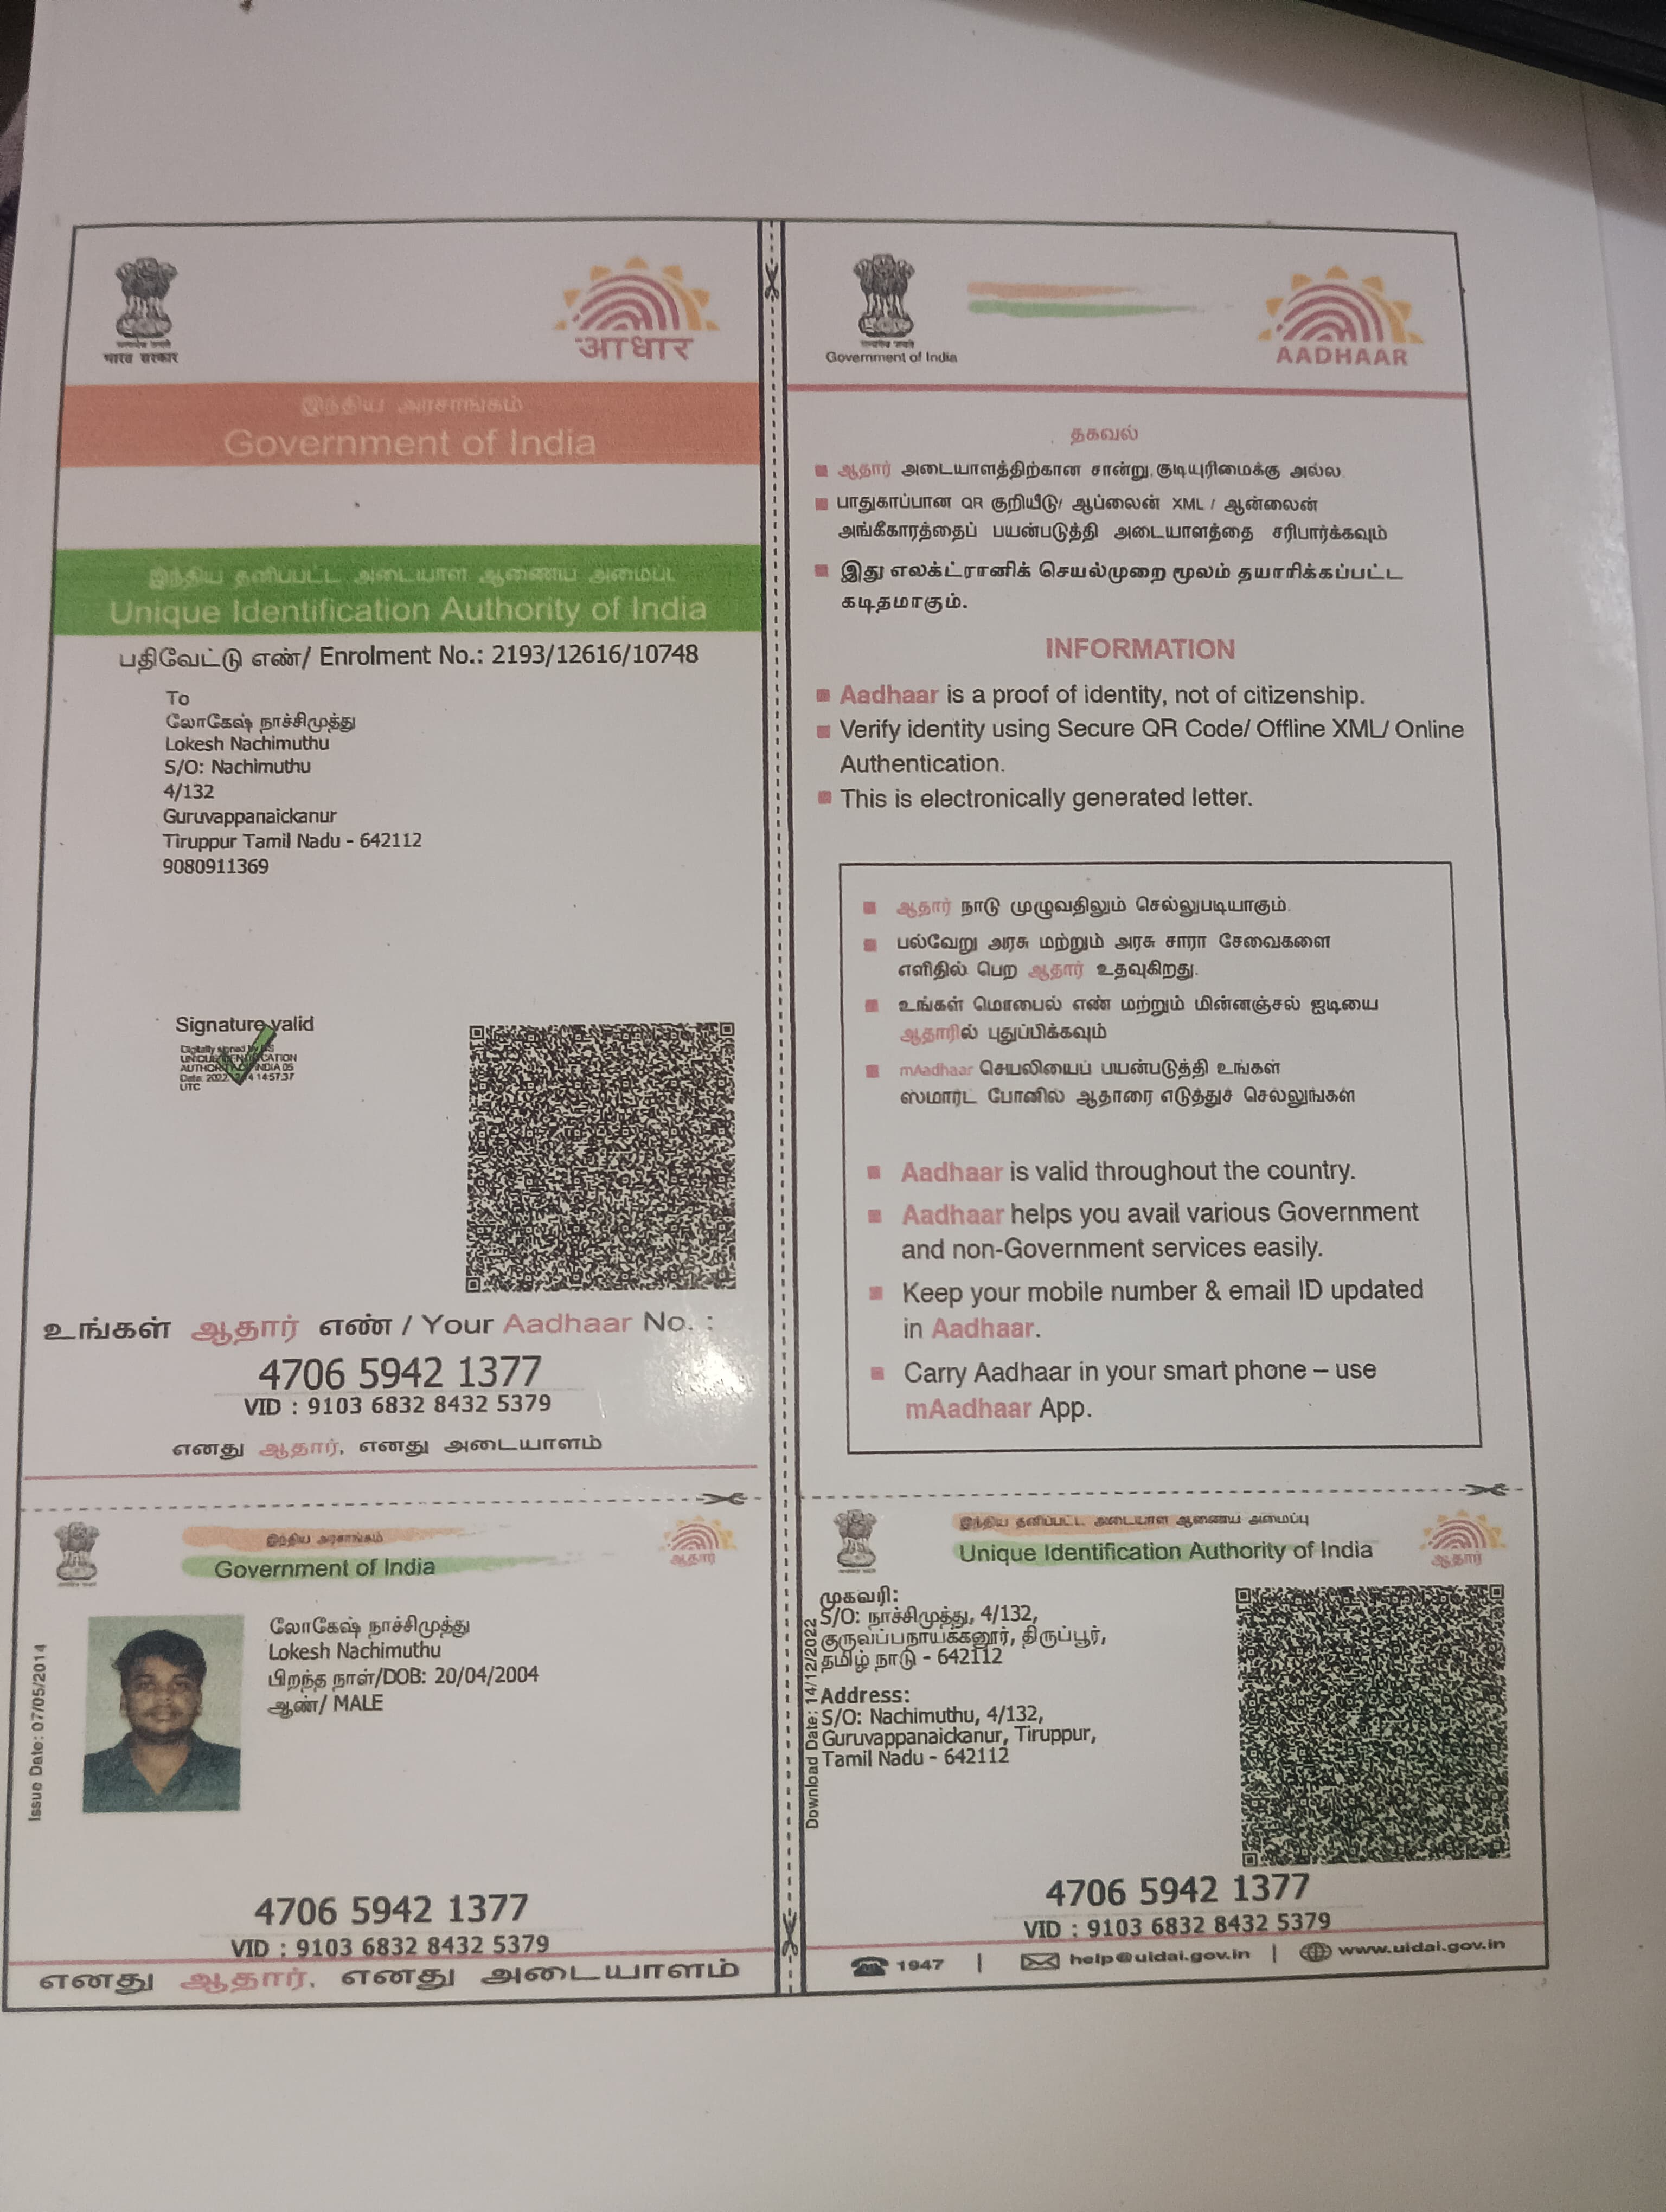 भारत सरकार
आधार
இந்திய அரசாங்கம்
Government of India
இந்திய தனிப்பட்ட அடையாள ஆணைய அமைப்பு
Unique Identification Authority of India
பதிவேட்டு எண்/ Enrolment No.: 2193/12616/10748
To
லோகேஷ் நாச்சிமுத்து
Lokesh Nachimuthu
S/O: Nachimuthu
4/132
Guruvappanaickanur
Tiruppur Tamil Nadu - 642112
9080911369
Signature valid
Digitally signed by DS
UNIQUE IDENTIFICATION
AUTHORITY OF INDIA 05
14:57:37
UTC
உங்கள் ஆதார் எண் / Your Aadhaar No. :
4706 5942 1377
VID : 9103 6832 8432 5379
எனது ஆதார், எனது அடையாளம்
Government of India
AADHAAR
தகவல்
ஆதார் அடையாளத்திற்கான சான்று, குடியுரிமைக்கு அல்ல.
பாதுகாப்பான QR குறியீடு/ ஆப்லைன் XML / ஆன்லைன்
அங்கீகாரத்தைப் பயன்படுத்தி அடையாளத்தை சரிபார்க்கவும்
இது எலக்ட்ரானிக் செயல்முறை மூலம் தயாரிக்கப்பட்ட
கடிதமாகும்.
INFORMATION
Aadhaar is a proof of identity, not of citizenship.
Verify identity using Secure QR Code/ Offline XML/ Online
Authentication.
This is electronically generated letter.
ஆதார் நாடு முழுவதிலும் செல்லுபடியாகும்.
பல்வேறு அரசு மற்றும் அரசு சாரா சேவைகளை
எளிதில் பெற ஆதார் உதவுகிறது.
உங்கள் மொபைல் எண் மற்றும் மின்னஞ்சல் ஐடியை
ஆதாரில் புதுப்பிக்கவும்
mAadhaar செயலியைப் பயன்படுத்தி உங்கள்
ஸ்மார்ட் போனில் ஆதாரை எடுத்துச் செல்லுங்கள்
Aadhaar is valid throughout the country.
Aadhaar helps you avail various Government
and non-Government services easily.
Keep your mobile number & email ID updated
in Aadhaar.
Carry Aadhaar in your smart phone – use
mAadhaar App.
இந்திய அரசாங்கம்
Government of India
ஆதார்
Issue Date: 07/05/2014
லோகேஷ் நாச்சிமுத்து
Lokesh Nachimuthu
பிறந்த நாள்/DOB: 20/04/2004
ஆண்/ MALE
4706 5942 1377
VID : 9103 6832 8432 5379
எனது ஆதார், எனது அடையாளம்
இந்திய தனிப்பட்ட அடையாள ஆணைய அமைப்பு
Unique Identification Authority of India
ஆதார்
Download Date: 14/12/2022
முகவரி:
S/O: நாச்சிமுத்து, 4/132,
குருவப்பநாயக்கனூர், திருப்பூர்,
தமிழ் நாடு - 642112
Address:
S/O: Nachimuthu, 4/132,
Guruvappanaickanur, Tiruppur,
Tamil Nadu - 642112
4706 5942 1377
VID : 9103 6832 8432 5379
1947 | help@uidai.gov.in | www.uidai.gov.in